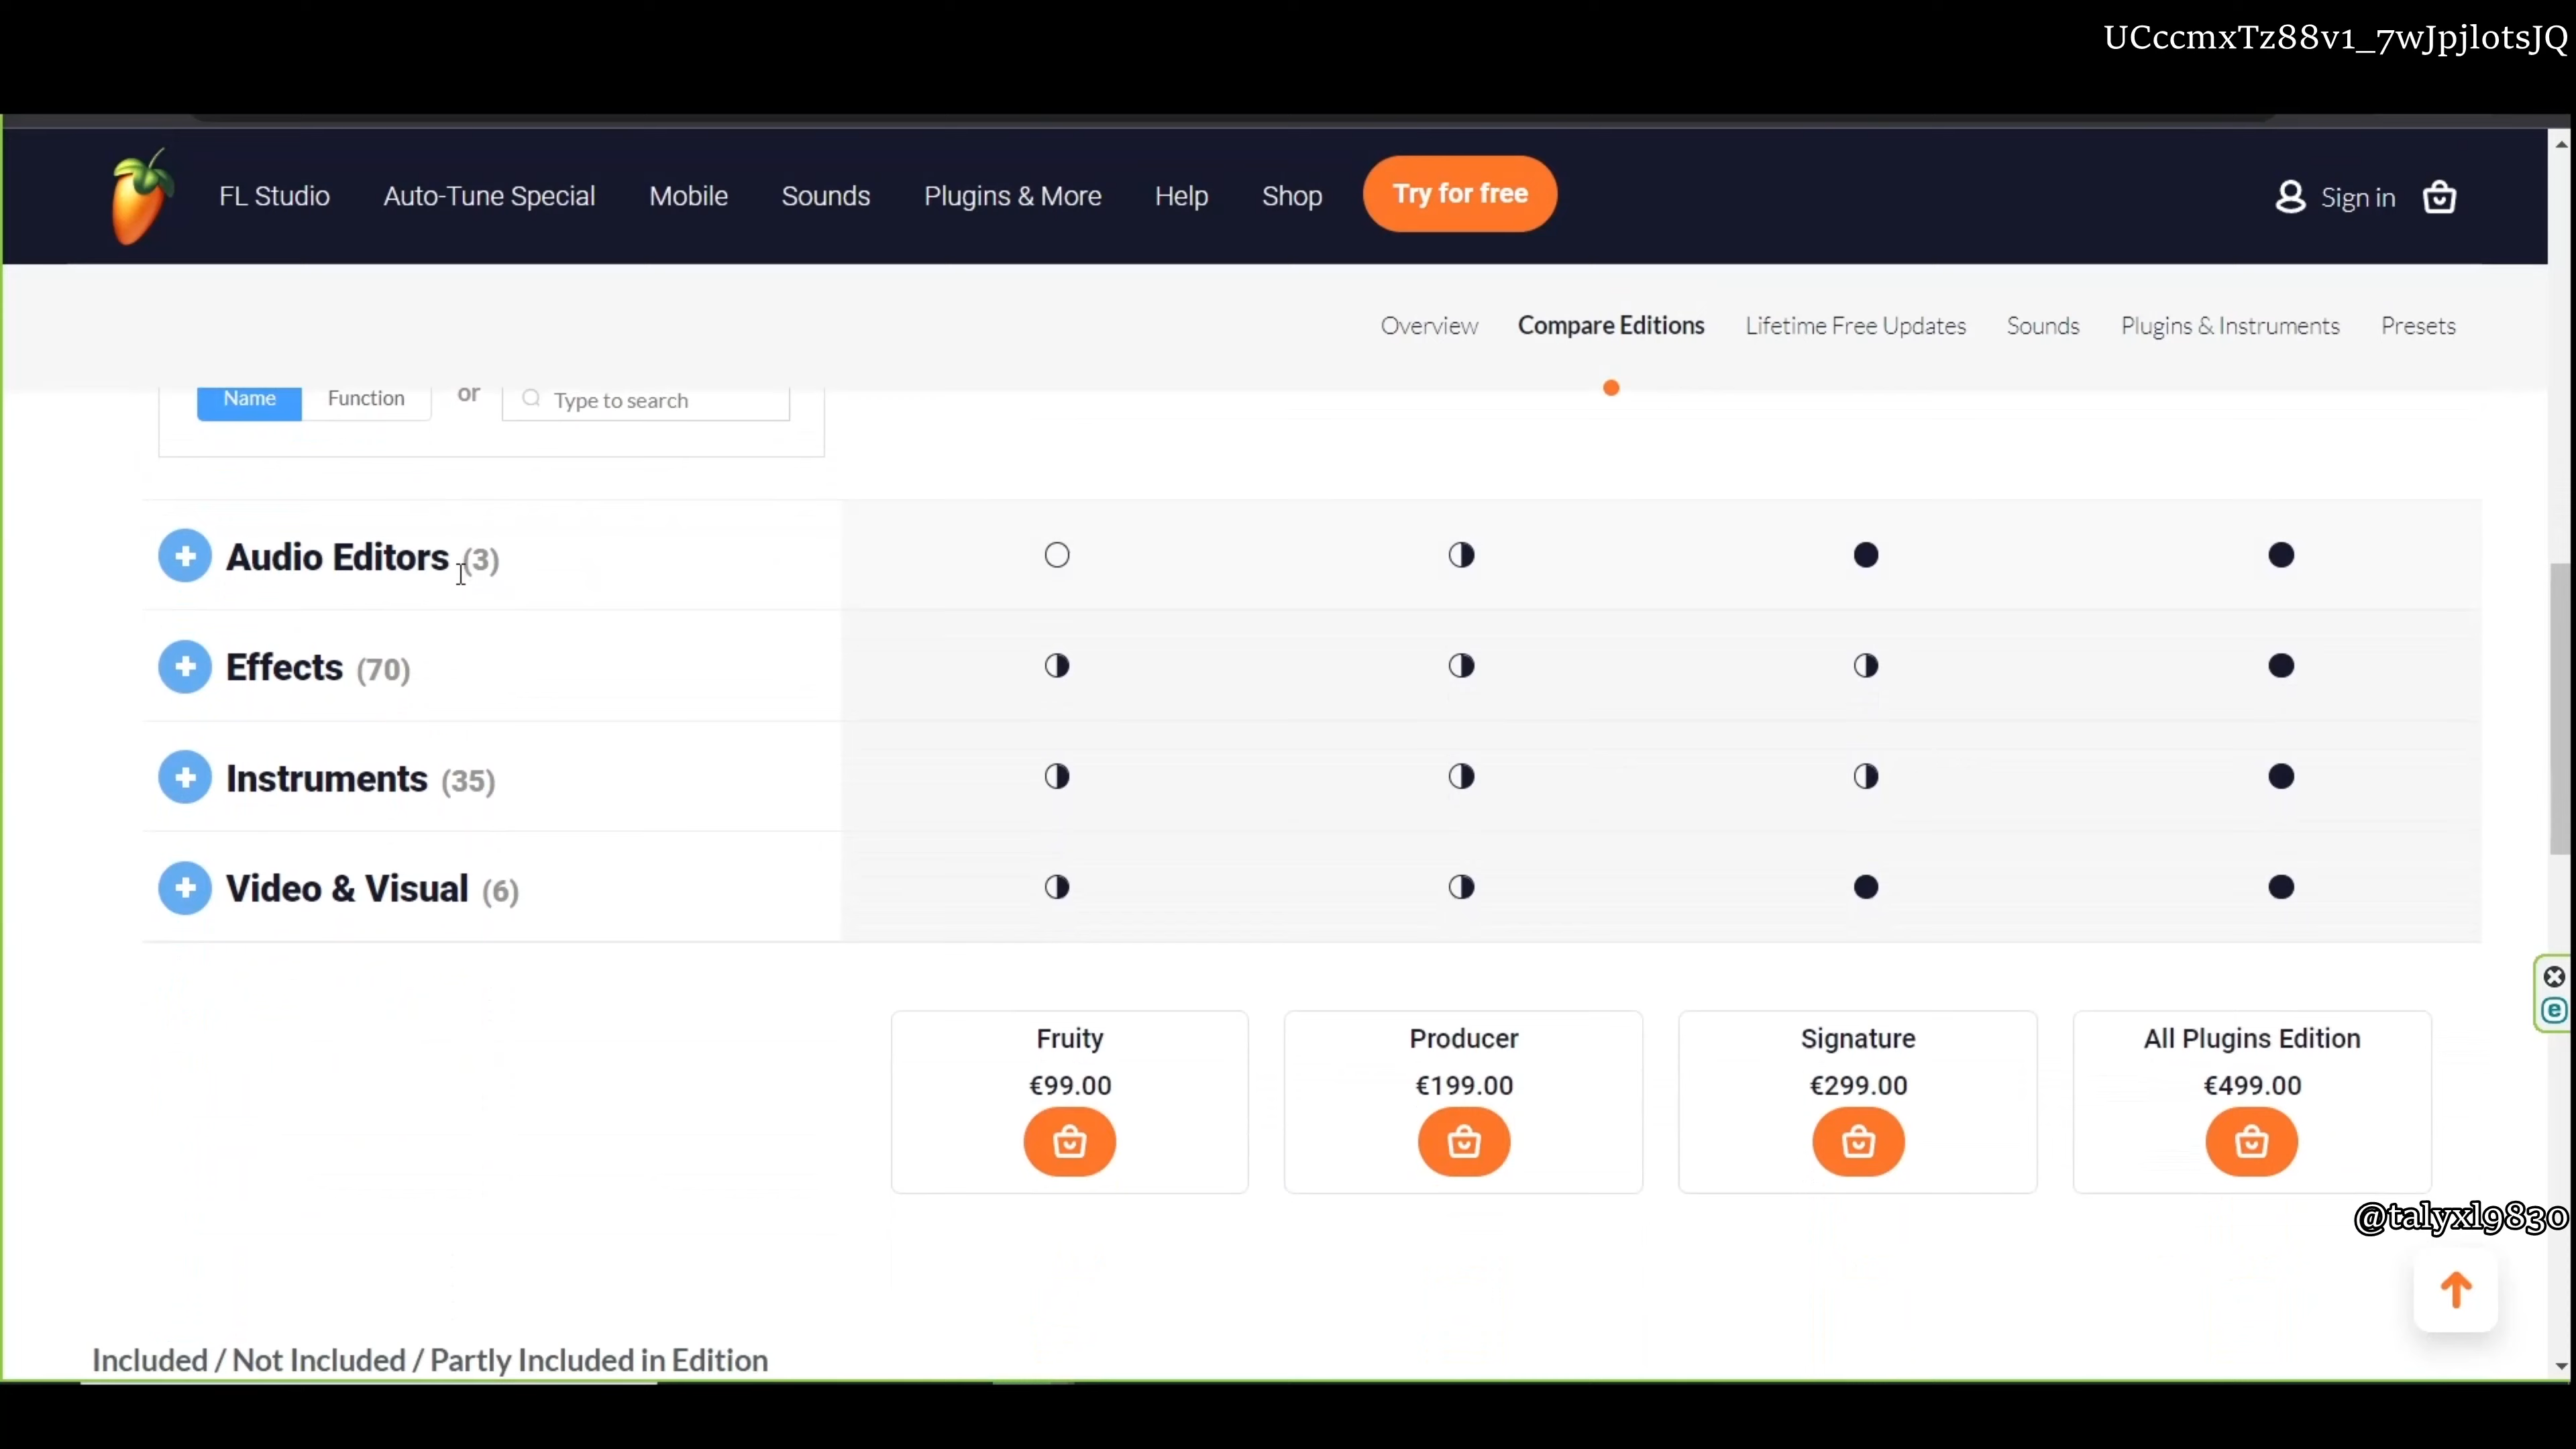 UCccmxTz88v1_7wJpjlotsJQ
FL Studio Auto-Tune Special Mobile Sounds Plugins & More Help Shop Try for free Sign in
Overview Compare Editions Lifetime Free Updates Sounds Plugins & Instruments Presets
Name Function or Type to search
Audio Editors (3)
Effects (70)
Instruments (35)
Video & Visual (6)
Fruity Producer Signature All Plugins Edition
€99.00 €199.00 €299.00 €499.00
@talyxl9830
Included / Not Included / Partly Included in Edition